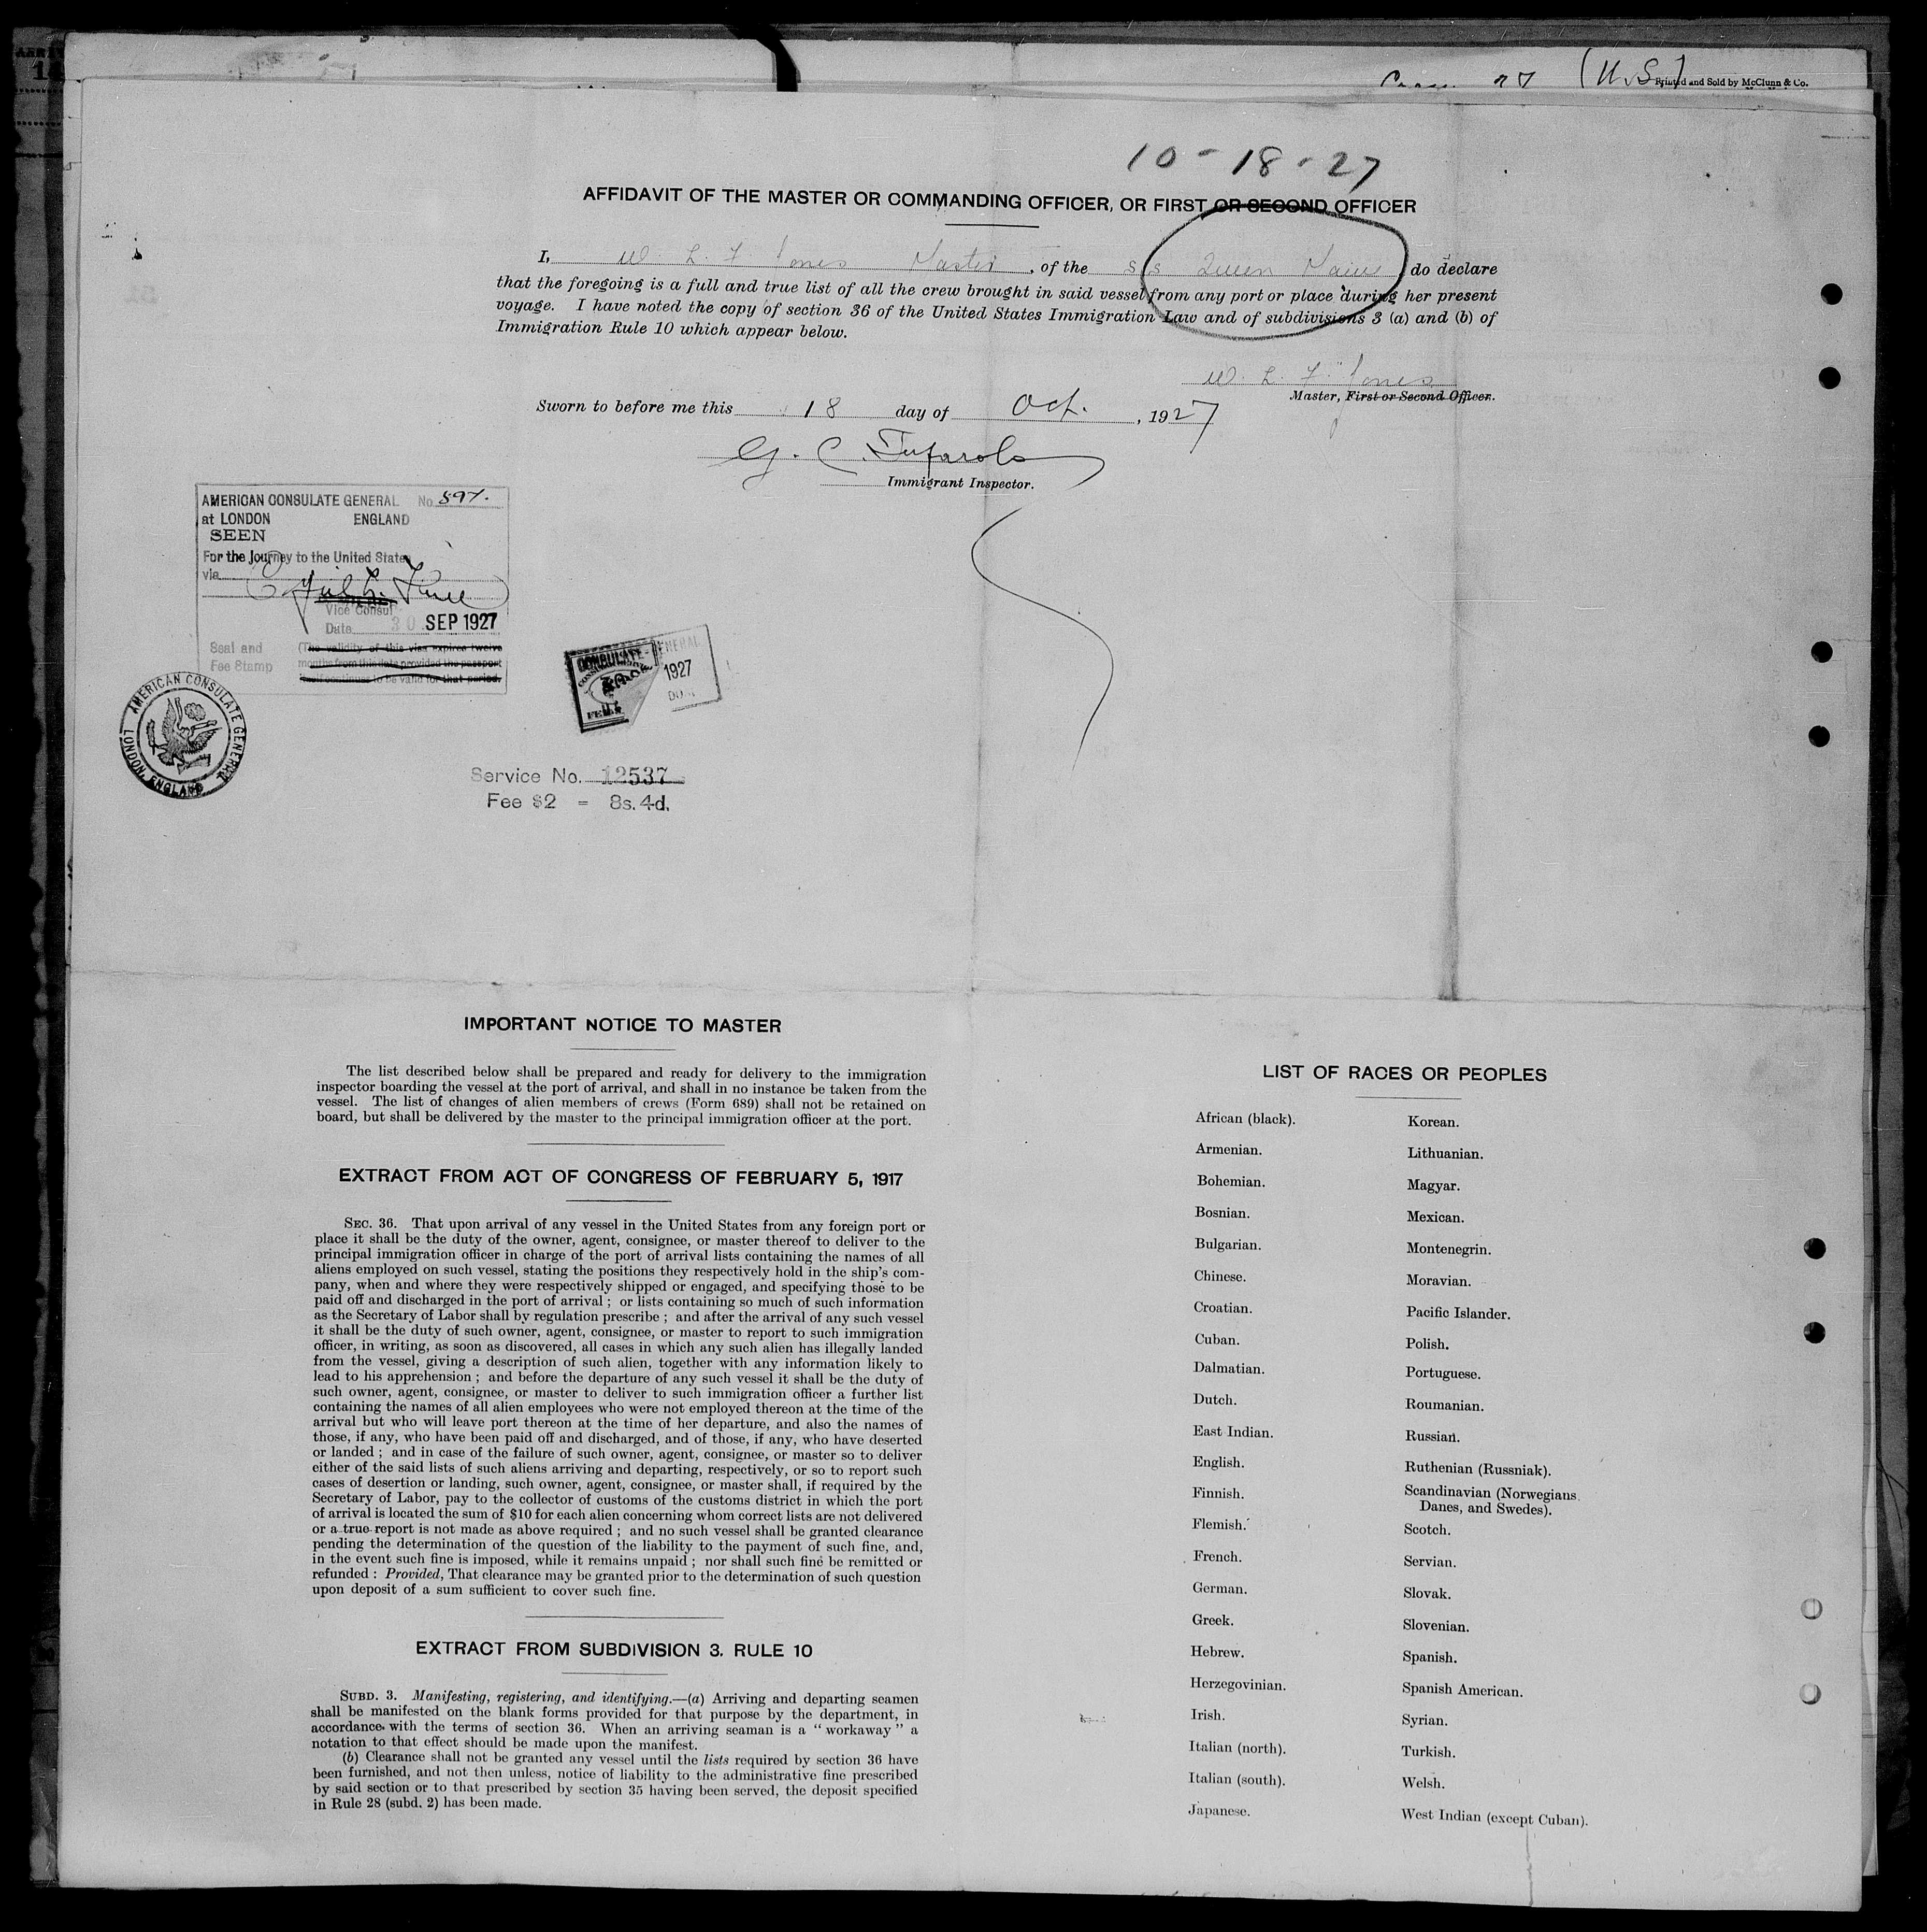 (U.S)
Printed and Sold by McClunn & Co.
10-18-27
AFFIDAVIT OF THE MASTER OR COMMANDING OFFICER, OR FIRST OR SECOND OFFICER
I, W. L. F. Jones Master, of the S S Queen Maud do declare
that the foregoing is a full and true list of all the crew brought in said vessel from any port or place during her present
voyage. I have noted the copy of section 36 of the United States Immigration Law and of subdivisions 3 (a) and (b) of
Immigration Rule 10 which appear below.
W. L. F. Jones
Master, First or Second Officer.
Sworn to before me this 18 day of Oct., 1927
G. C.
Immigrant Inspector.
AMERICAN CONSULATE GENERAL No. 897.
at LONDON ENGLAND
SEEN
For the Journey to the United States
via
Vice Consul
Date 30 SEP 1927
Seal and
Fee Stamp
(The validity of this visa expires twelve
months from this date provided the passport
itself continues to be valid for that period.
AMERICAN CONSULATE GENERAL
LONDON, ENGLAND
CONSULATE-GENERAL
1927
Service No. 12537
Fee $2 = 8s. 4d.
IMPORTANT NOTICE TO MASTER
The list described below shall be prepared and ready for delivery to the immigration
inspector boarding the vessel at the port of arrival, and shall in no instance be taken from the
vessel. The list of changes of alien members of crews (Form 689) shall not be retained on
board, but shall be delivered by the master to the principal immigration officer at the port.
EXTRACT FROM ACT OF CONGRESS OF FEBRUARY 5, 1917
SEC. 36. That upon arrival of any vessel in the United States from any foreign port or
place it shall be the duty of the owner, agent, consignee, or master thereof to deliver to the
principal immigration officer in charge of the port of arrival lists containing the names of all
aliens employed on such vessel, stating the positions they respectively hold in the ship's com-
pany, when and where they were respectively shipped or engaged, and specifying those to be
paid off and discharged in the port of arrival; or lists containing so much of such information
as the Secretary of Labor shall by regulation prescribe; and after the arrival of any such vessel
it shall be the duty of such owner, agent, consignee, or master to report to such immigration
officer, in writing, as soon as discovered, all cases in which any such alien has illegally landed
from the vessel, giving a description of such alien, together with any information likely to
lead to his apprehension; and before the departure of any such vessel it shall be the duty of
such owner, agent, consignee, or master to deliver to such immigration officer a further list
containing the names of all alien employees who were not employed thereon at the time of the
arrival but who will leave port thereon at the time of her departure, and also the names of
those, if any, who have been paid off and discharged, and of those, if any, who have deserted
or landed; and in case of the failure of such owner, agent, consignee, or master so to deliver
either of the said lists of such aliens arriving and departing, respectively, or so to report such
cases of desertion or landing, such owner, agent, consignee, or master shall, if required by the
Secretary of Labor, pay to the collector of customs of the customs district in which the port
of arrival is located the sum of $10 for each alien concerning whom correct lists are not delivered
or a true report is not made as above required; and no such vessel shall be granted clearance
pending the determination of the question of the liability to the payment of such fine, and,
in the event such fine is imposed, while it remains unpaid; nor shall such fine be remitted or
refunded: Provided, That clearance may be granted prior to the determination of such question
upon deposit of a sum sufficient to cover such fine.
EXTRACT FROM SUBDIVISION 3. RULE 10
SUBD. 3. Manifesting, registering, and identifying.—(a) Arriving and departing seamen
shall be manifested on the blank forms provided for that purpose by the department, in
accordance with the terms of section 36. When an arriving seaman is a "workaway" a
notation to that effect should be made upon the manifest.
(b) Clearance shall not be granted any vessel until the lists required by section 36 have
been furnished, and not then unless, notice of liability to the administrative fine prescribed
by said section or to that prescribed by section 35 having been served, the deposit specified
in Rule 28 (subd. 2) has been made.
LIST OF RACES OR PEOPLES
African (black).
Armenian.
Bohemian.
Bosnian.
Bulgarian.
Chinese.
Croatian.
Cuban.
Dalmatian.
Dutch.
East Indian.
English.
Finnish.
Flemish.
French.
German.
Greek.
Hebrew.
Herzegovinian.
Irish.
Italian (north).
Italian (south).
Japanese.
Korean.
Lithuanian.
Magyar.
Mexican.
Montenegrin.
Moravian.
Pacific Islander.
Polish.
Portuguese.
Roumanian.
Russian.
Ruthenian (Russniak).
Scandinavian (Norwegians,
Danes, and Swedes).
Scotch.
Servian.
Slovak.
Slovenian.
Spanish.
Spanish American.
Syrian.
Turkish.
Welsh.
West Indian (except Cuban).